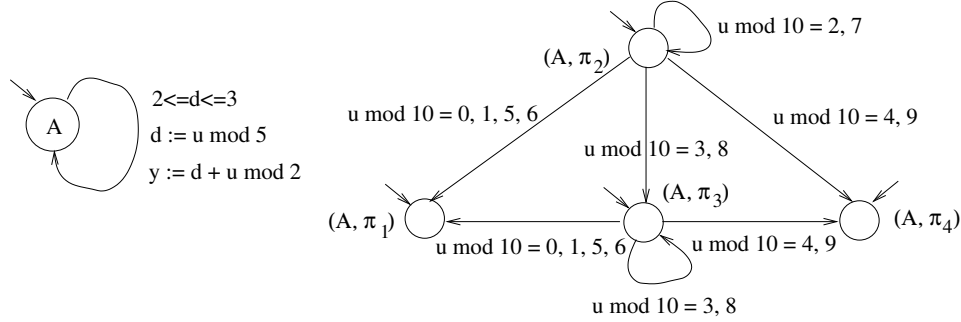 u mod 10 = 2, 7
(A, π2)
2<=d<=3
A
d := u mod 5
y := d + u mod 2
u mod 10 = 0, 1, 5, 6
u mod 10 = 4, 9
u mod 10 = 3, 8
(A, π3)
(A, π1)
(A, π4)
u mod 10 = 0, 1, 5, 6
u mod 10 = 4, 9
u mod 10 = 3, 8